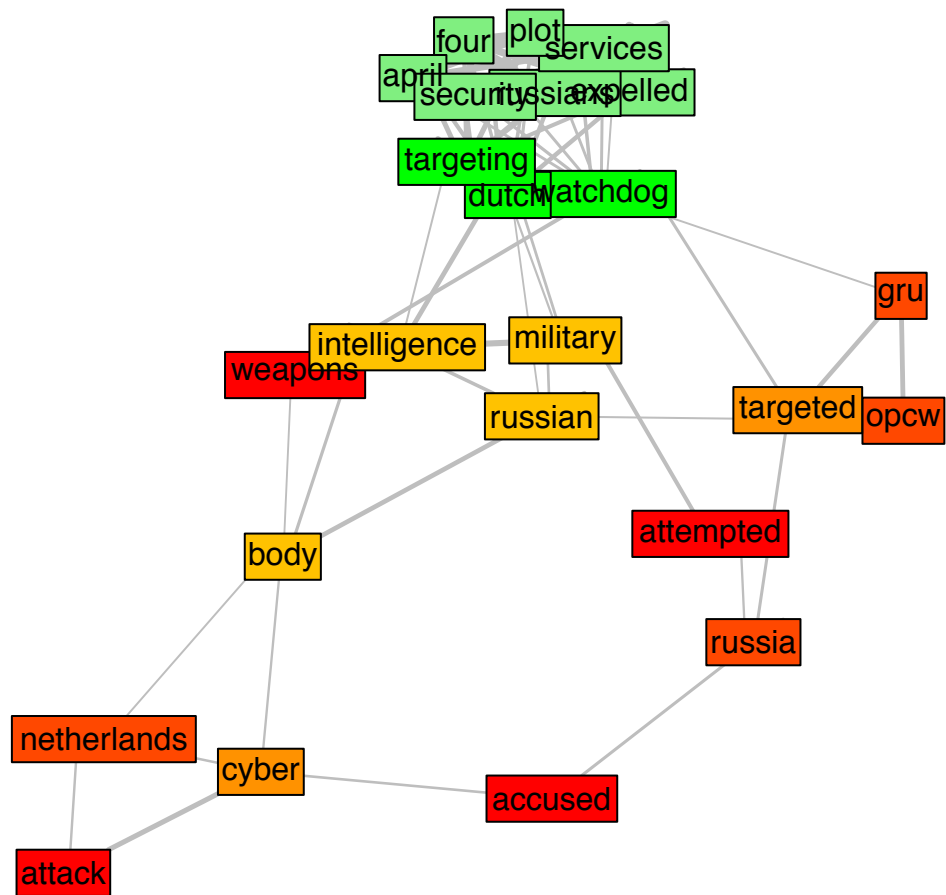 plot
four
services
april
security
russians
expelled
targeting
dutch
watchdog
gru
intelligence
military
weapons
targeted
opcw
russian
attempted
body
russia
netherlands
cyber
accused
attack